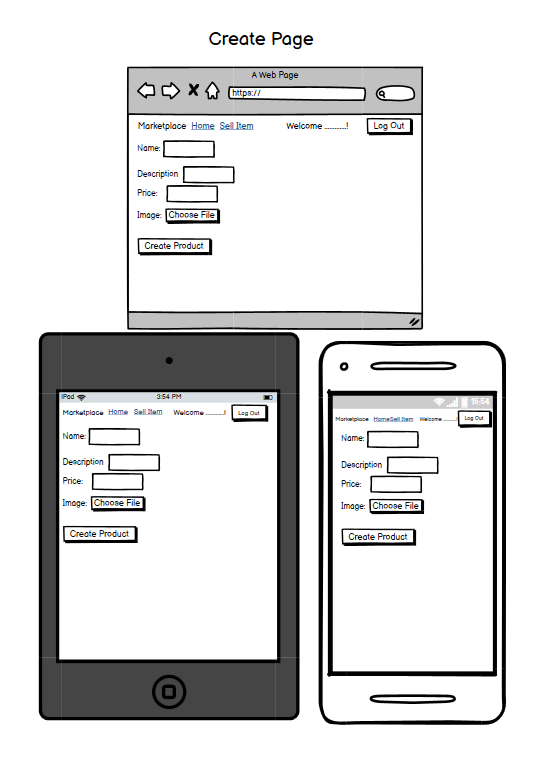 Create Page
A Web Page
https://
Marketplace Home Sell Item Welcome ..........! Log Out
Name:
Description
Price:
Image: Choose File
Create Product
iPad 3:54 PM
Marketplace Home Sell Item Welcome ..........! Log Out
Name:
Description
Price:
Image: Choose File
Create Product
15:54
Marketplace HomeSell Item Welcome ..........! Log Out
Name:
Description
Price:
Image: Choose File
Create Product